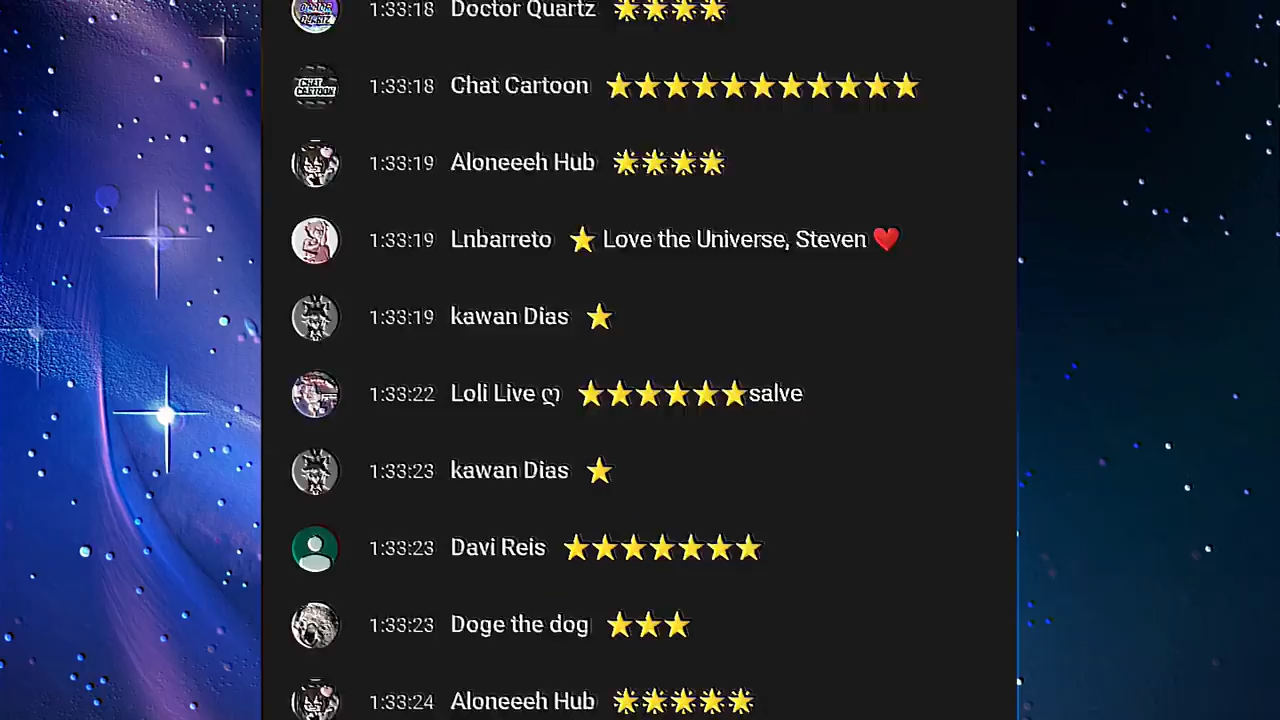 1:33:18 Doctor Quartz 🌟🌟🌟🌟
CHAT CARTOON 1:33:18 Chat Cartoon ⭐⭐⭐⭐⭐⭐⭐⭐⭐⭐⭐
1:33:19 Aloneeeh Hub 🌟🌟🌟🌟
1:33:19 Lnbarreto ⭐ Love the Universe, Steven ❤️
1:33:19 kawan Dias ⭐
1:33:22 Loli Live ღ ⭐⭐⭐⭐⭐⭐salve
1:33:23 kawan Dias ⭐
1:33:23 Davi Reis ⭐⭐⭐⭐⭐⭐⭐
1:33:23 Doge the dog ⭐⭐⭐
1:33:24 Aloneeeh Hub 🌟🌟🌟🌟🌟